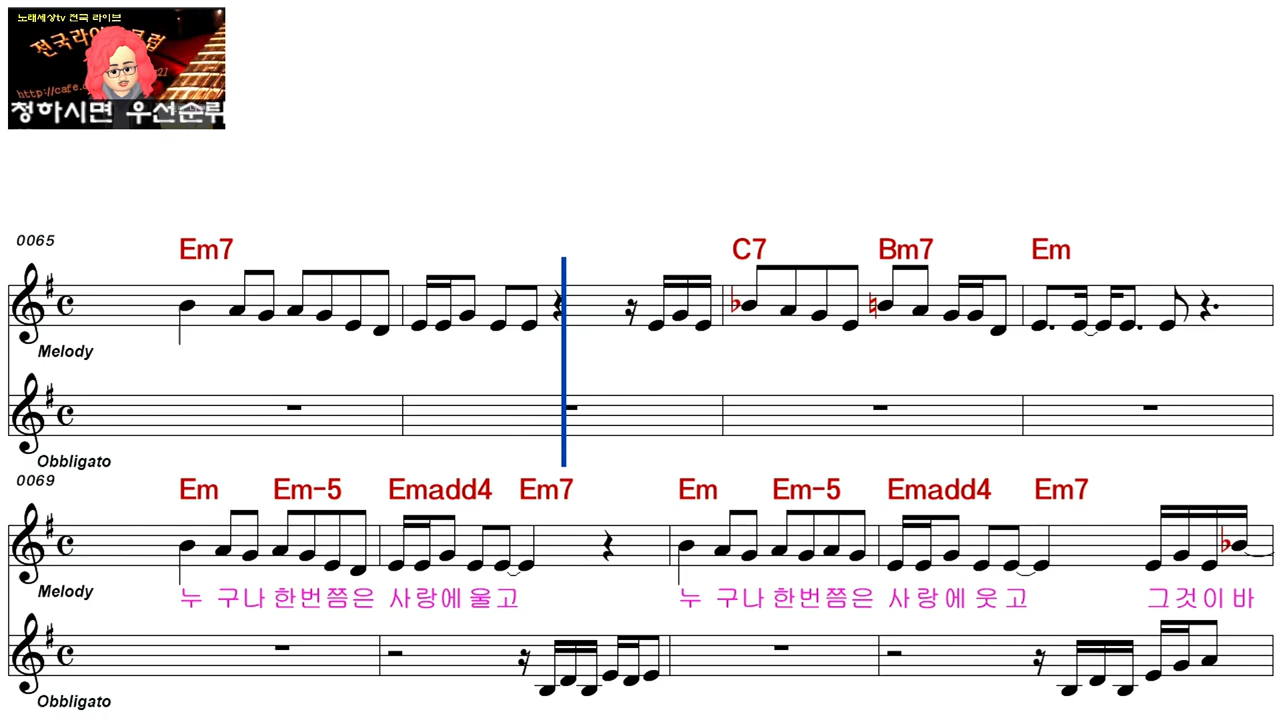 노래세상tv 전국 라이브
전국라이
http://cafe.
청하시면 우선순위
0065
Em7 C7 Bm7 Em
Melody
Obbligato
0069
Em Em-5 Emadd4 Em7 Em Em-5 Emadd4 Em7
Melody
누 구나 한번쯤은 사랑에 울고 누 구나 한번쯤은 사랑에 웃고 그것이 바
Obbligato